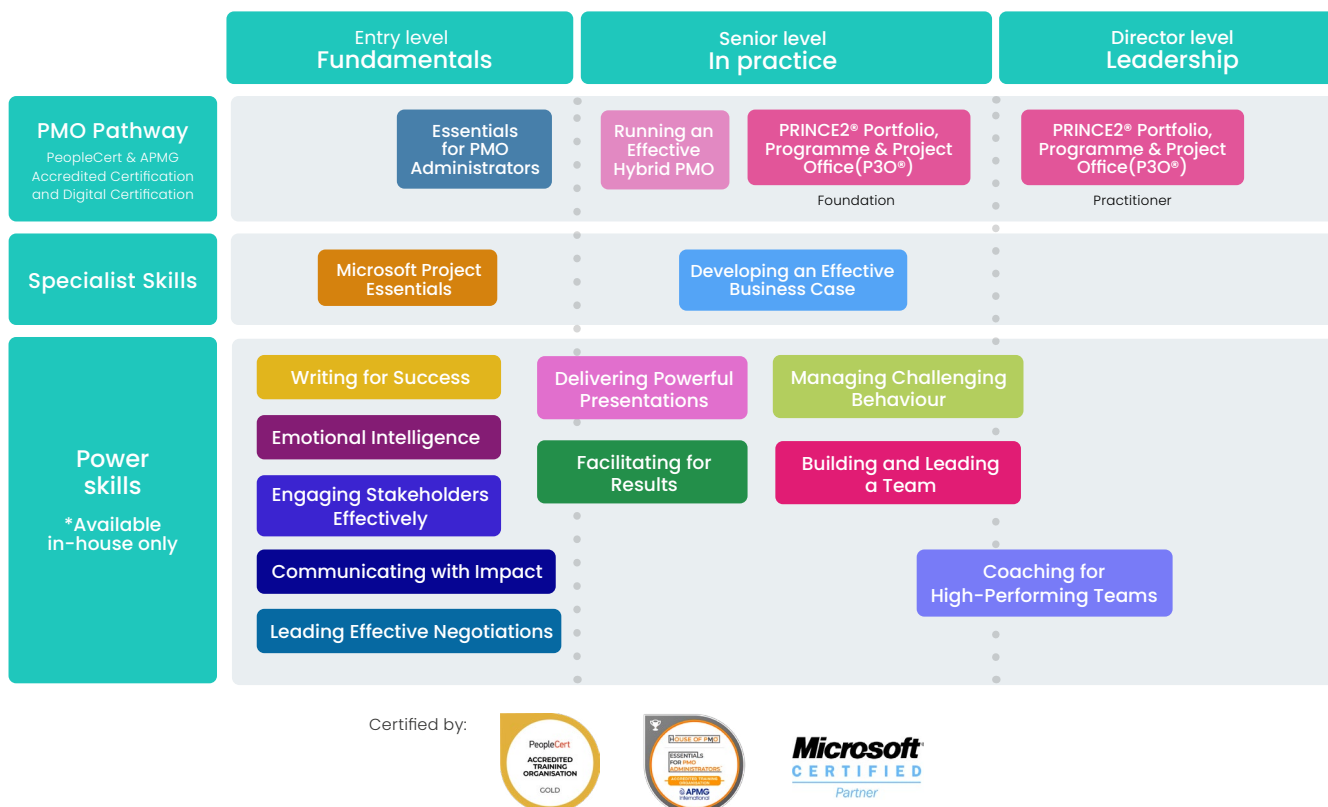 Entry level
Fundamentals
Senior level
In practice
Director level
Leadership
PMO Pathway
PeopleCert & APMG
Accredited Certification
and Digital Certification
Essentials
for PMO
Administrators
Running an
Effective
Hybrid PMO
PRINCE2® Portfolio,
Programme & Project
Office(P3O®)
Foundation
PRINCE2® Portfolio,
Programme & Project
Office(P3O®)
Practitioner
Specialist Skills
Microsoft Project
Essentials
Developing an Effective
Business Case
Power
skills
*Available
in-house only
Writing for Success
Emotional Intelligence
Engaging Stakeholders
Effectively
Communicating with Impact
Leading Effective Negotiations
Delivering Powerful
Presentations
Facilitating for
Results
Managing Challenging
Behaviour
Building and Leading
a Team
Coaching for
High-Performing Teams
Certified by:
PeopleCert
ACCREDITED
TRAINING
ORGANISATION
GOLD
HOUSE OF PMO
ESSENTIALS
FOR PMO
ADMINISTRATORS
ACCREDITED TRAINING
ORGANISATION
APMG
International
Microsoft
CERTIFIED
Partner